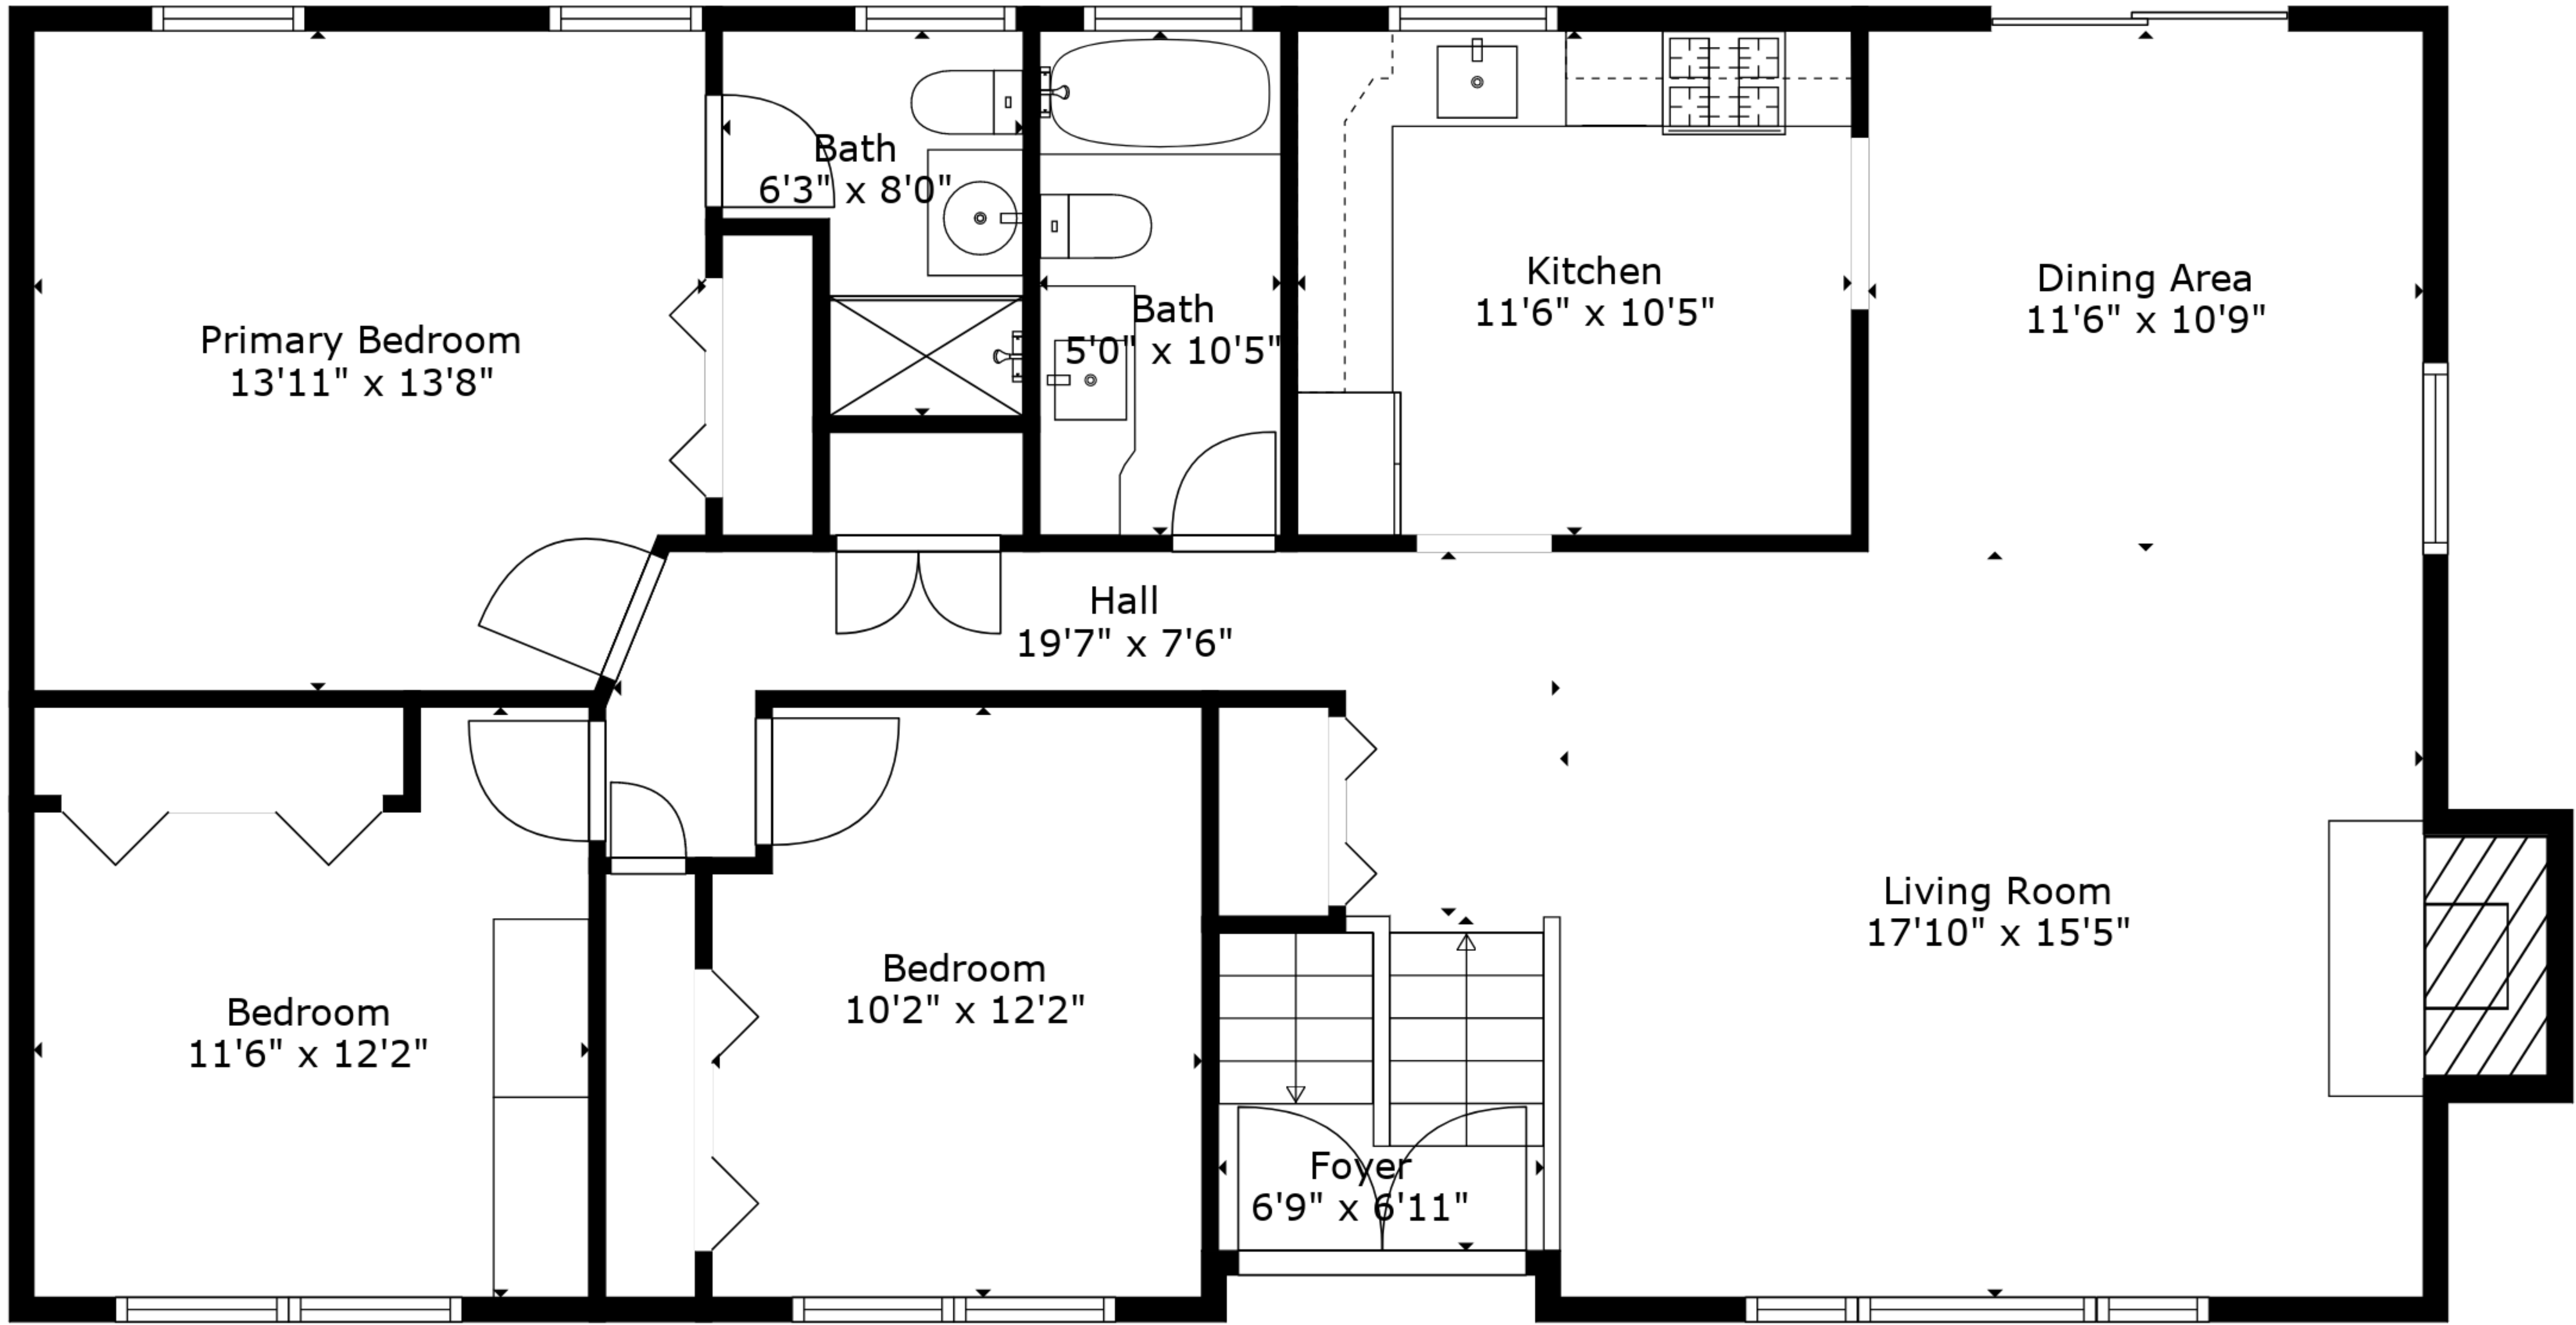 Bath
6'3" x 8'0"
Primary Bedroom
13'11" x 13'8"
Bath
5'0" x 10'5"
Kitchen
11'6" x 10'5"
Dining Area
11'6" x 10'9"
Hall
19'7" x 7'6"
Bedroom
11'6" x 12'2"
Bedroom
10'2" x 12'2"
Foyer
6'9" x 6'11"
Living Room
17'10" x 15'5"